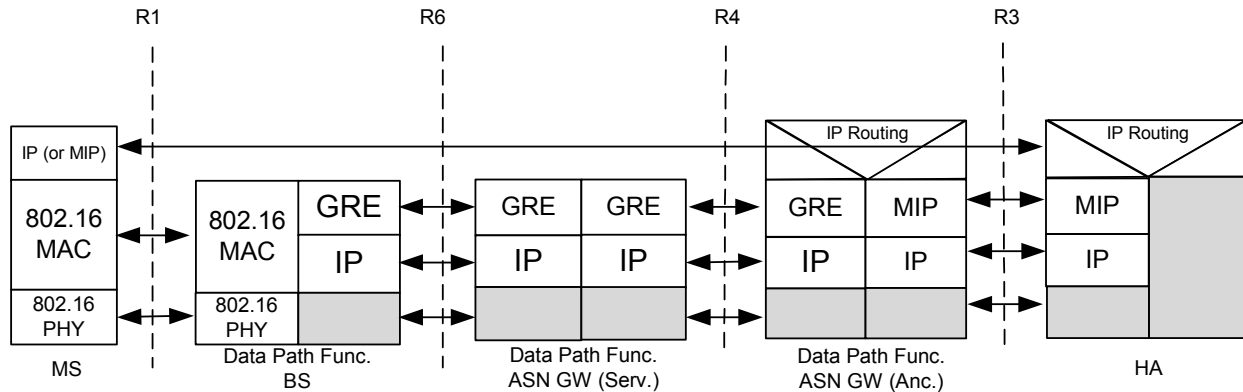 R1 R6 R4 R3
IP Routing IP Routing
IP (or MIP)
802.16 MAC
802.16 MAC
GRE GRE GRE GRE MIP MIP
IP IP IP IP IP IP
802.16 PHY
802.16 PHY
MS
Data Path Func.
BS
Data Path Func.
ASN GW (Serv.)
Data Path Func.
ASN GW (Anc.)
HA